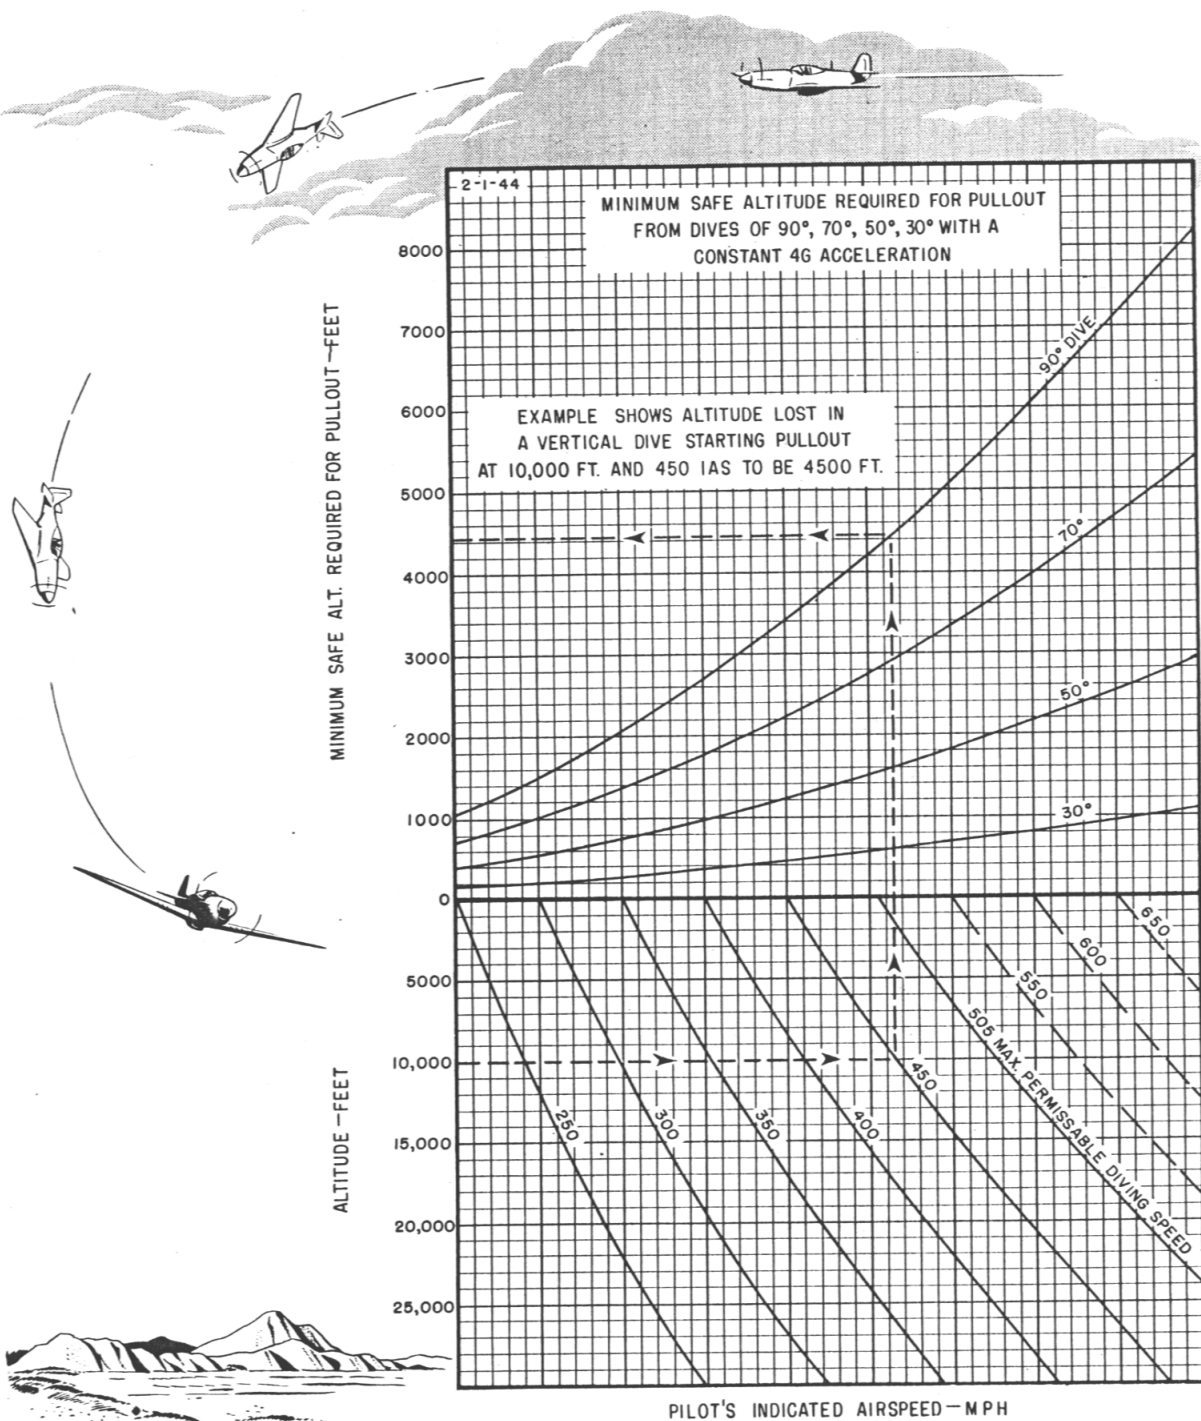 2-1-44
MINIMUM SAFE ALTITUDE REQUIRED FOR PULLOUT
FROM DIVES OF 90°, 70°, 50°, 30° WITH A
CONSTANT 4G ACCELERATION
8000
7000
6000
5000
4000
3000
2000
1000
0
MINIMUM SAFE ALT. REQUIRED FOR PULLOUT—FEET
EXAMPLE SHOWS ALTITUDE LOST IN
A VERTICAL DIVE STARTING PULLOUT
AT 10,000 FT. AND 450 IAS TO BE 4500 FT.
90° DIVE
70°
50°
30°
5000
10,000
15,000
20,000
25,000
ALTITUDE—FEET
250
300
350
400
450
505 MAX. PERMISSABLE DIVING SPEED
550
600
650
PILOT'S INDICATED AIRSPEED—MPH